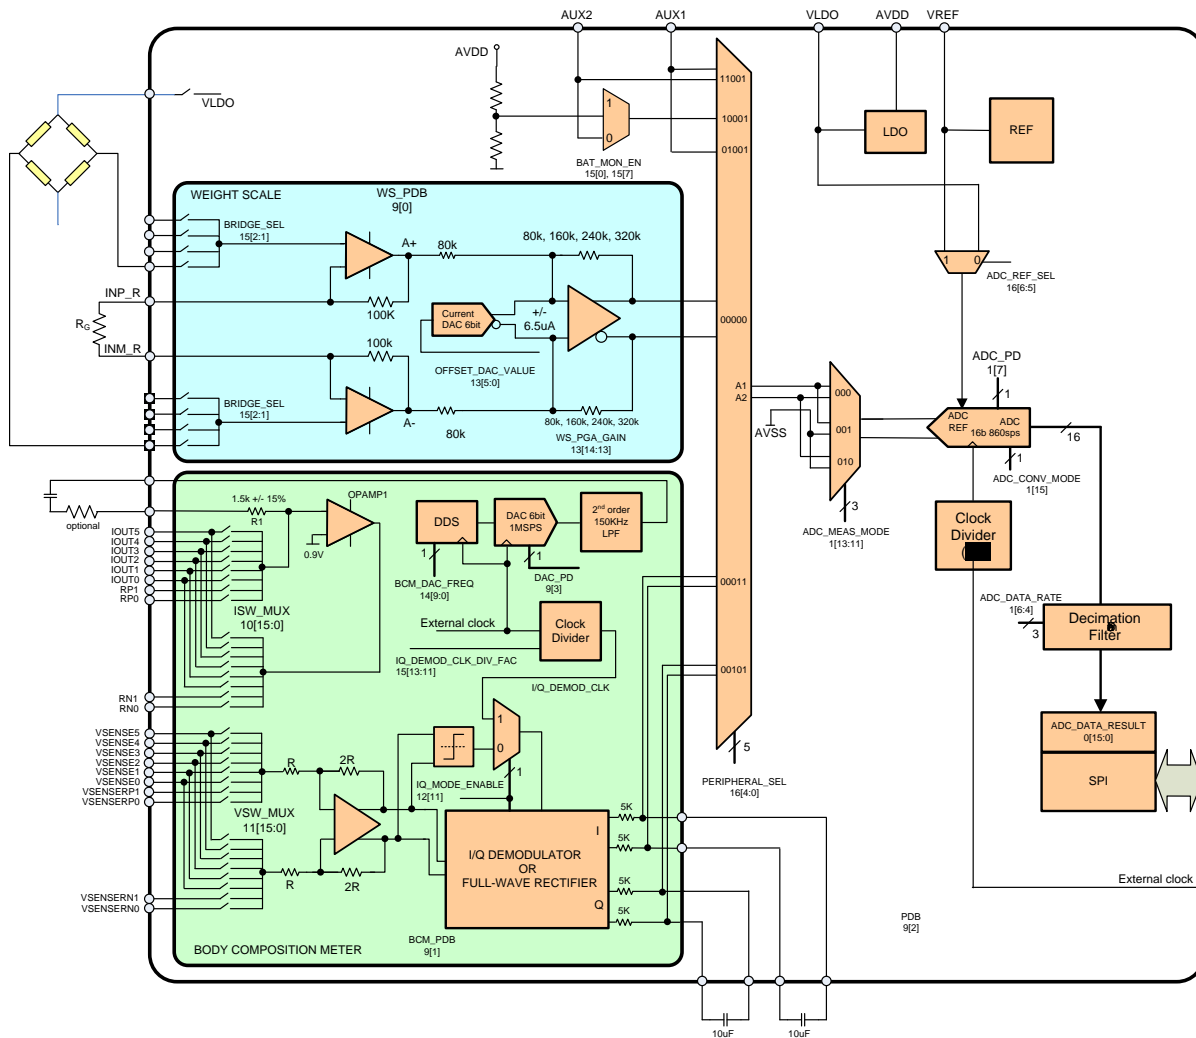 AUX2
AUX1
VLDO
AVDD
VREF
AVDD
VLDO
11001
1
10001
0
01001
BAT_MON_EN
15[0], 15[7]
LDO
REF
WEIGHT SCALE
WS_PDB
9[0]
BRIDGE_SEL
15[2:1]
A+
80k
80k, 160k, 240k, 320k
1
0
ADC_REF_SEL
16[6:5]
INP_R
RG
INM_R
100K
Current
DAC 6bit
+/-
6.5uA
00000
100k
OFFSET_DAC_VALUE
13[5:0]
ADC_PD
1[7]
1
BRIDGE_SEL
15[2:1]
A-
80k
80k, 160k, 240k, 320k
WS_PGA_GAIN
13[14:13]
A1
A2
AVSS
000
001
010
ADC
REF
ADC
16b 860sps
16
1
ADC_CONV_MODE
1[15]
3
ADC_MEAS_MODE
1[13:11]
optional
1.5k +/- 15%
R1
OPAMP1
0.9V
DDS
DAC 6bit
1MSPS
2nd order
150KHz
LPF
Clock
Divider
IOUT5
IOUT4
IOUT3
IOUT2
IOUT1
IOUT0
RP1
RP0
1
BCM_DAC_FREQ
14[9:0]
1
DAC_PD
9[3]
00011
ISW_MUX
10[15:0]
External clock
Clock
Divider
IQ_DEMOD_CLK_DIV_FAC
15[13:11]
I/Q_DEMOD_CLK
00101
ADC_DATA_RATE
1[6:4]
3
Decimation
Filter
RN1
RN0
VSENSE5
VSENSE4
VSENSE3
VSENSE2
VSENSE1
VSENSE0
VSENSERP1
VSENSERP0
R
2R
1
0
1
IQ_MODE_ENABLE
12[11]
5
PERIPHERAL_SEL
16[4:0]
ADC_DATA_RESULT
0[15:0]
SPI
VSW_MUX
11[15:0]
R
2R
I/Q DEMODULATOR
OR
FULL-WAVE RECTIFIER
I
Q
5K
5K
5K
5K
VSENSERN1
VSENSERN0
External clock
BODY COMPOSITION METER
BCM_PDB
9[1]
PDB
9[2]
10uF
10uF